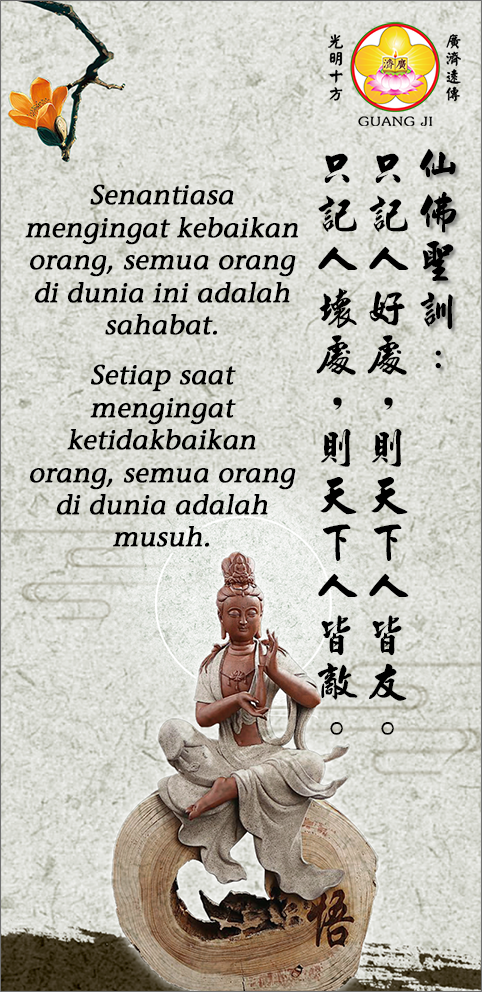 廣濟遠傳
光明十方
濟廣
GUANG JI
仙佛聖訓：
只記人好處，則天下人皆友。
只記人壞處，則天下人皆敵。
Senantiasa
mengingat kebaikan
orang, semua orang
di dunia ini adalah
sahabat.
Setiap saat
mengingat
ketidakbaikan
orang, semua orang
di dunia adalah
musuh.
悟